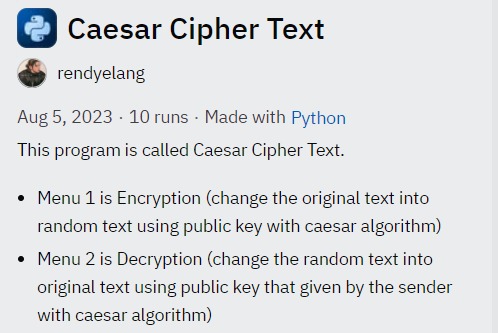 Caesar Cipher Text
rendyelang
Aug 5, 2023 · 10 runs · Made with Python
This program is called Caesar Cipher Text.
• Menu 1 is Encryption (change the original text into
random text using public key with caesar algorithm)
• Menu 2 is Decryption (change the random text into
original text using public key that given by the sender
with caesar algorithm)